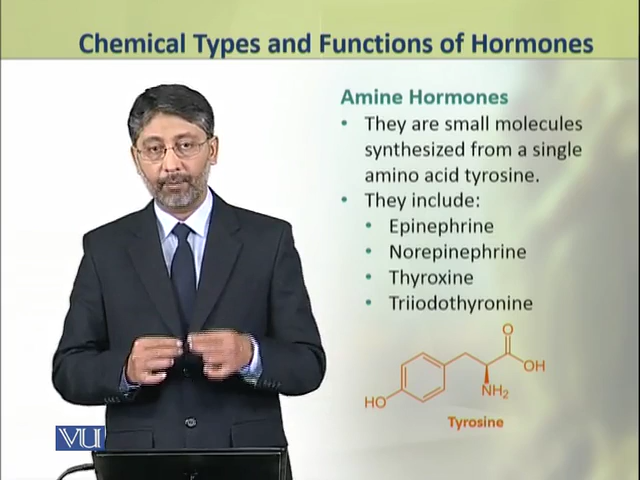 Chemical Types and Functions of Hormones
Amine Hormones
• They are small molecules
synthesized from a single
amino acid tyrosine.
• They include:
• Epinephrine
• Norepinephrine
• Thyroxine
• Triiodothyronine
O
OH
NH₂
HO
Tyrosine
VU